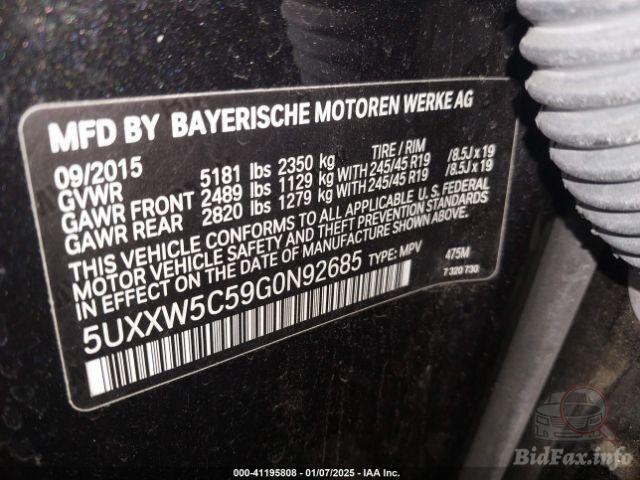 MFD BY BAYERISCHE MOTOREN WERKE AG
09/2015 TIRE / RIM
GVWR 5181 lbs 2350 kg
GAWR FRONT 2489 lbs 1129 kg WITH 245/45 R19 /8.5J x 19
GAWR REAR 2820 lbs 1279 kg WITH 245/45 R19 /8.5J x 19
THIS VEHICLE CONFORMS TO ALL APPLICABLE U. S. FEDERAL
MOTOR VEHICLE SAFETY AND THEFT PREVENTION STANDARDS
IN EFFECT ON THE DATE OF MANUFACTURE SHOWN ABOVE.
5UXXW5C59G0N92685 TYPE: MPV 475M
7 320 730
BidFax.info
www.bidfax.info - 41195808 - 01/07/2025 - IAA Inc.